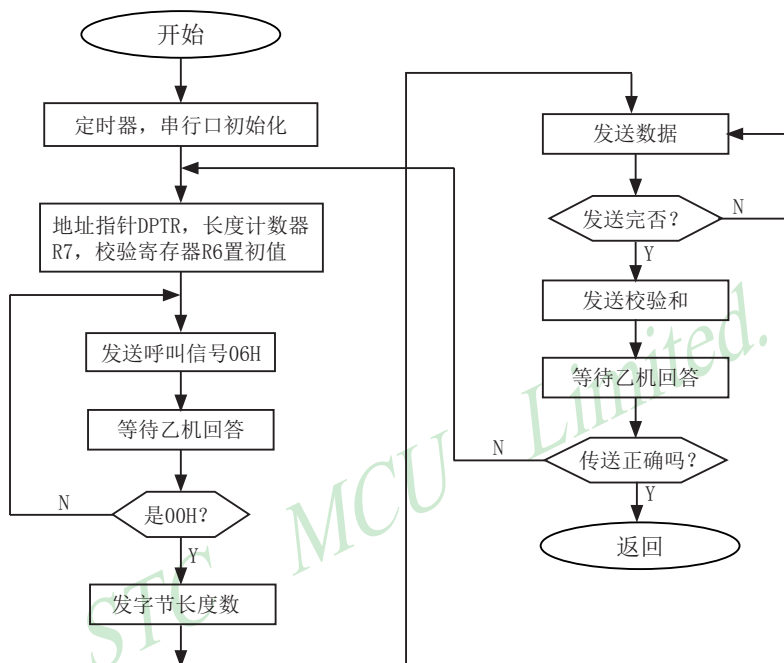 开始
定时器，串行口初始化
地址指针DPTR，长度计数器
R7，校验寄存器R6置初值
发送呼叫信号06H
等待乙机回答
是00H？
N
Y
发字节长度数
发送数据
发送完否？
N
Y
发送校验和
等待乙机回答
传送正确吗？
N
Y
返回
STC MCU Limited.